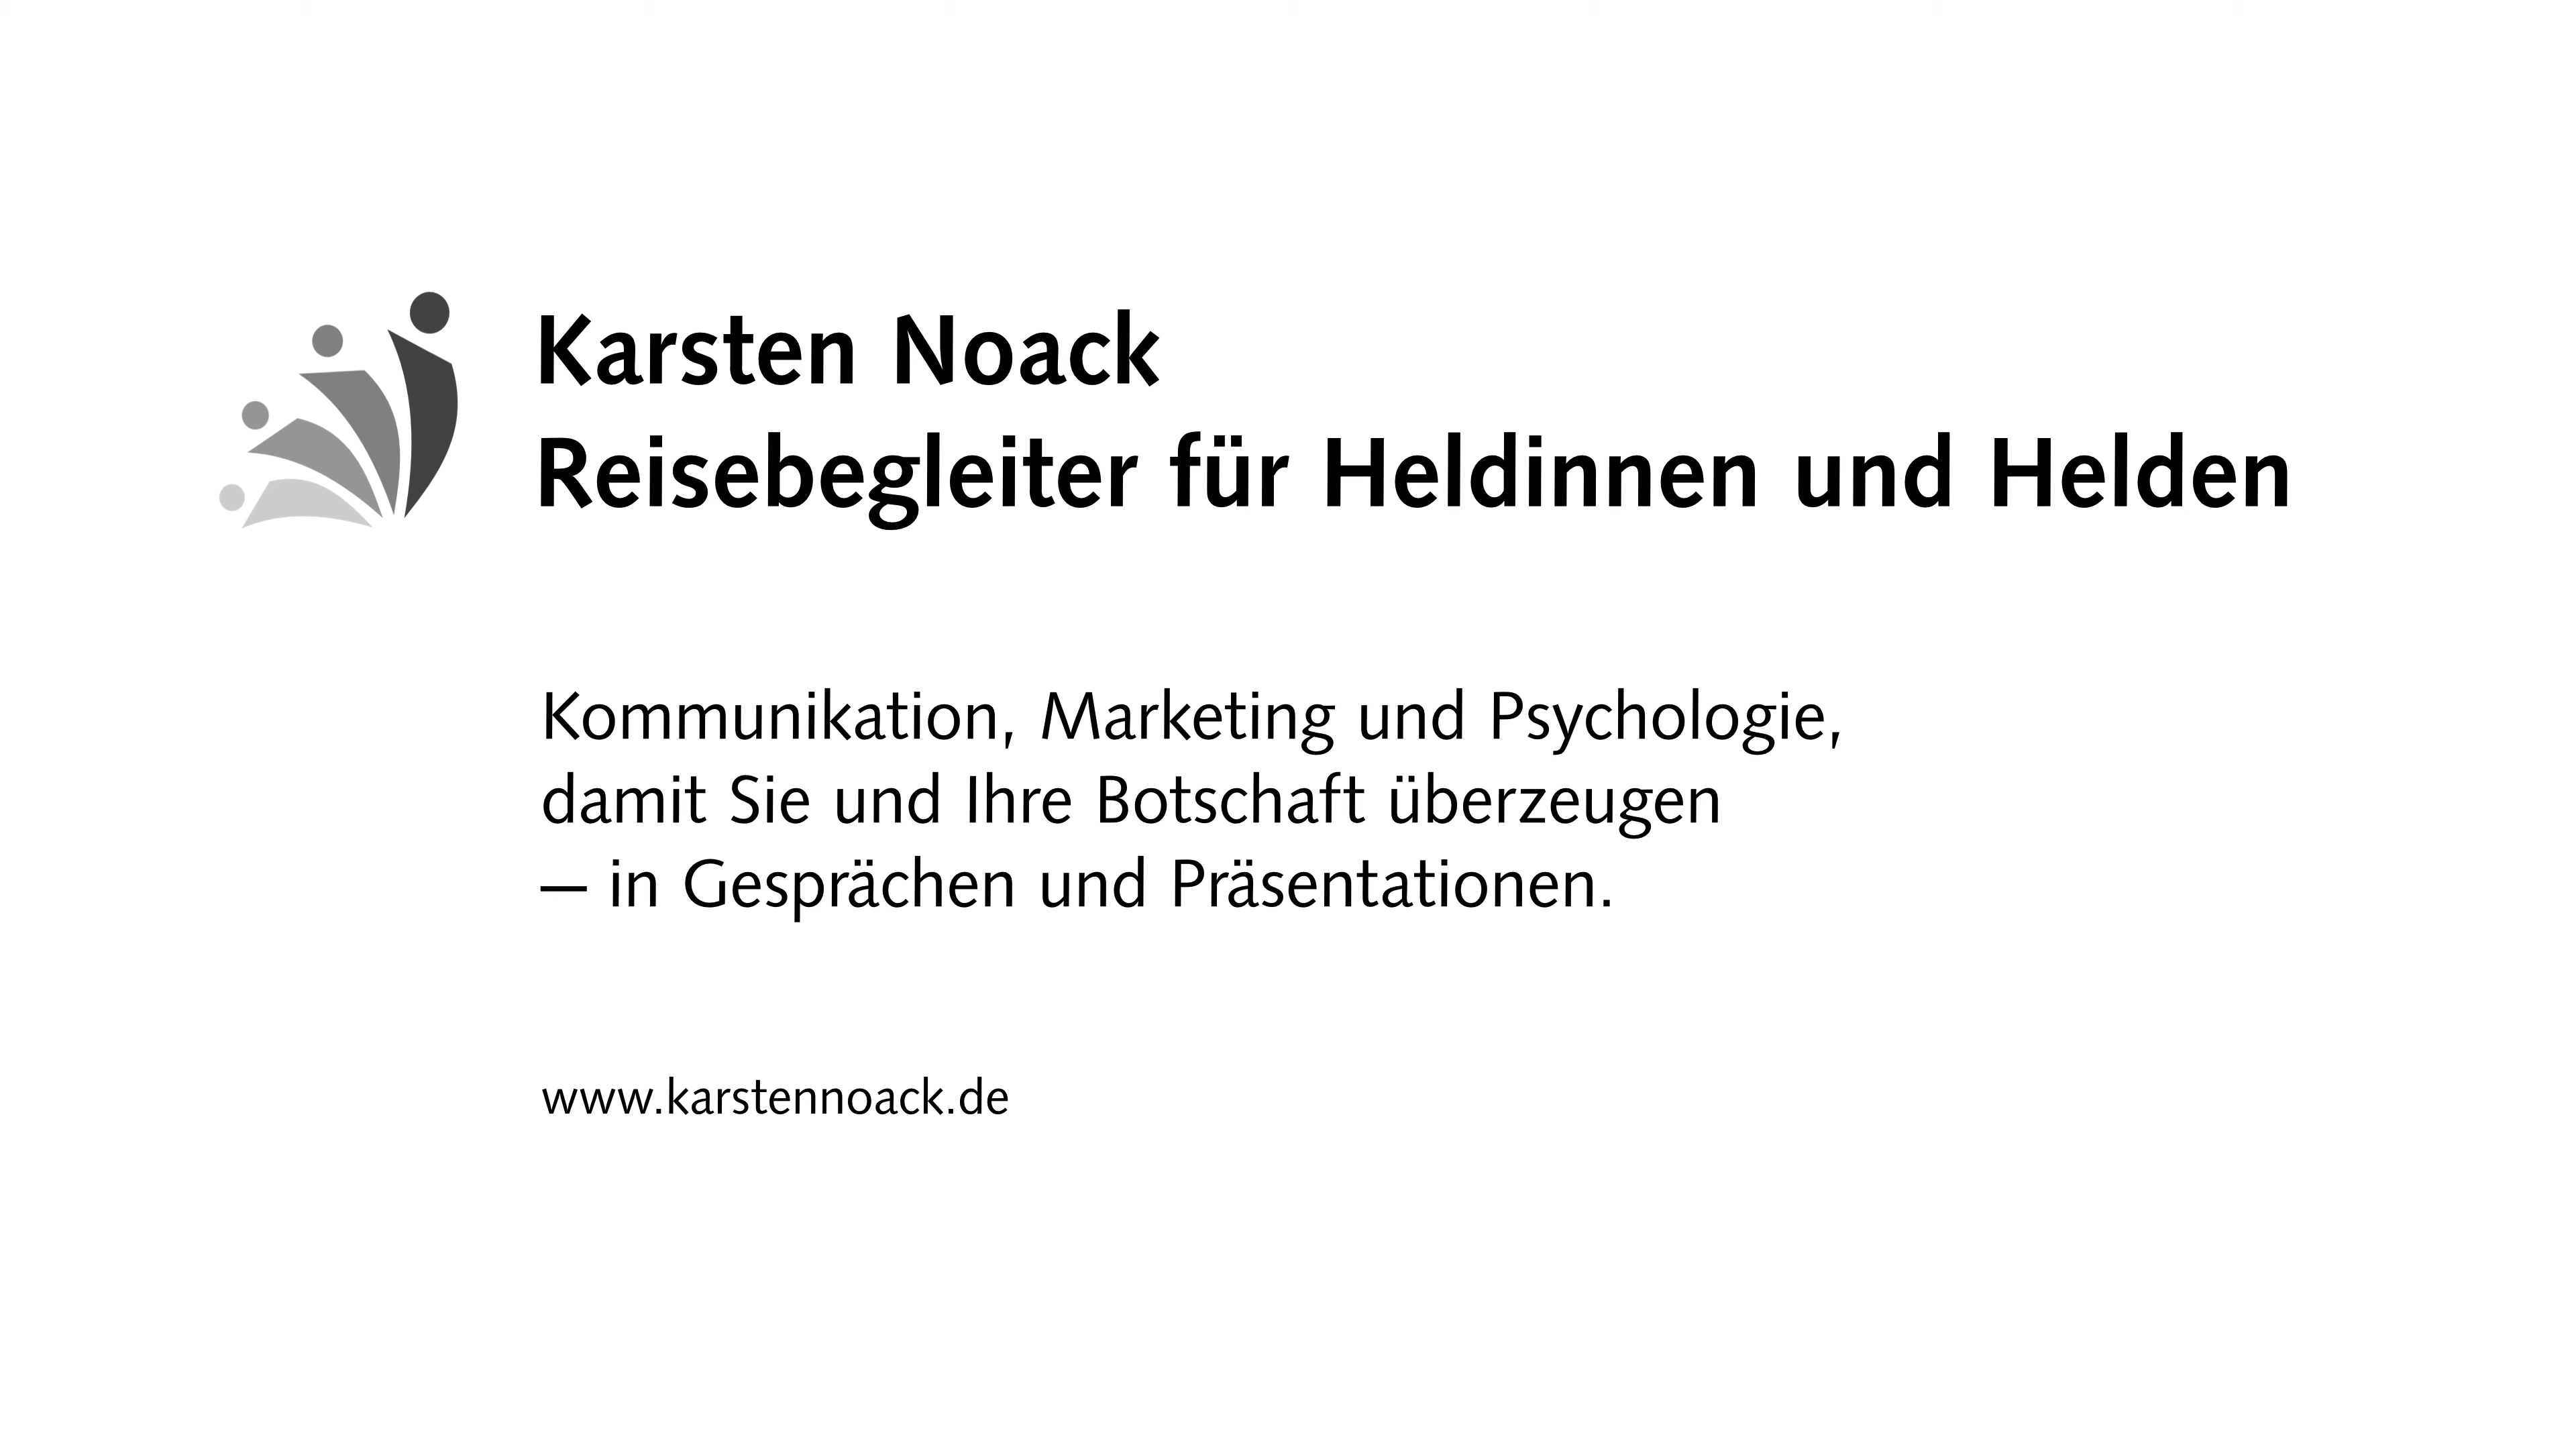 Karsten Noack
Reisebegleiter für Heldinnen und Helden
Kommunikation, Marketing und Psychologie,
damit Sie und Ihre Botschaft überzeugen
— in Gesprächen und Präsentationen.
www.karstennoack.de